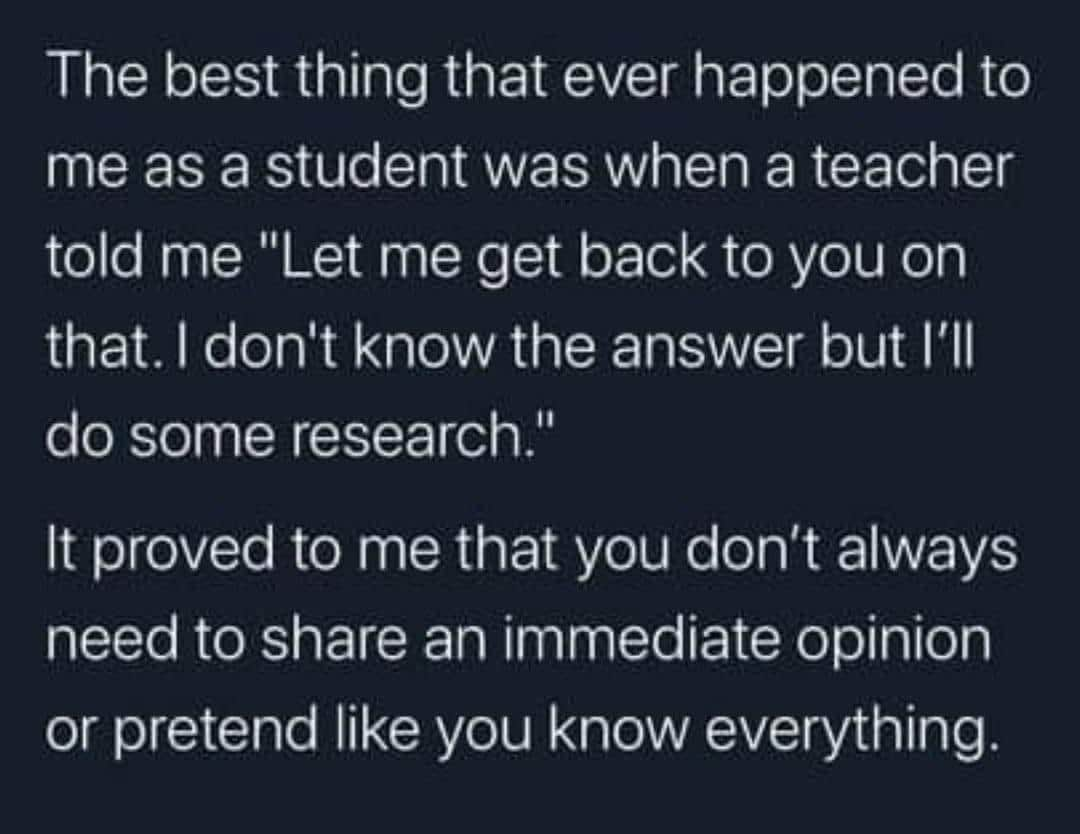 The best thing that ever happened to
me as a student was when a teacher
told me "Let me get back to you on
that. I don't know the answer but I’ll
do some research."
It proved to me that you don’t always
need to share an immediate opinion
or pretend like you know everything.